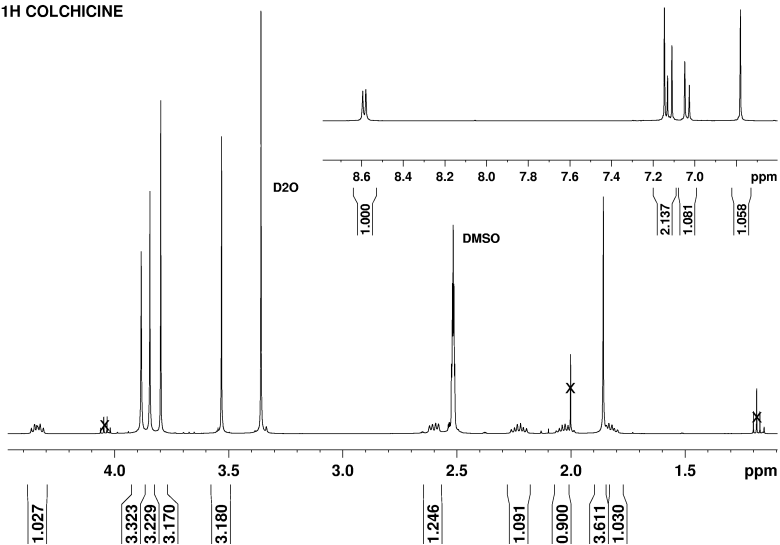 1H COLCHICINE
8.6 8.4 8.2 8.0 7.8 7.6 7.4 7.2 7.0 ppm
1.000 2.137 1.081 1.058
D2O
DMSO
X X X
4.0 3.5 3.0 2.5 2.0 1.5 ppm
1.027 3.323 3.229 3.170 3.180 1.246 1.091 0.900 3.611 1.030